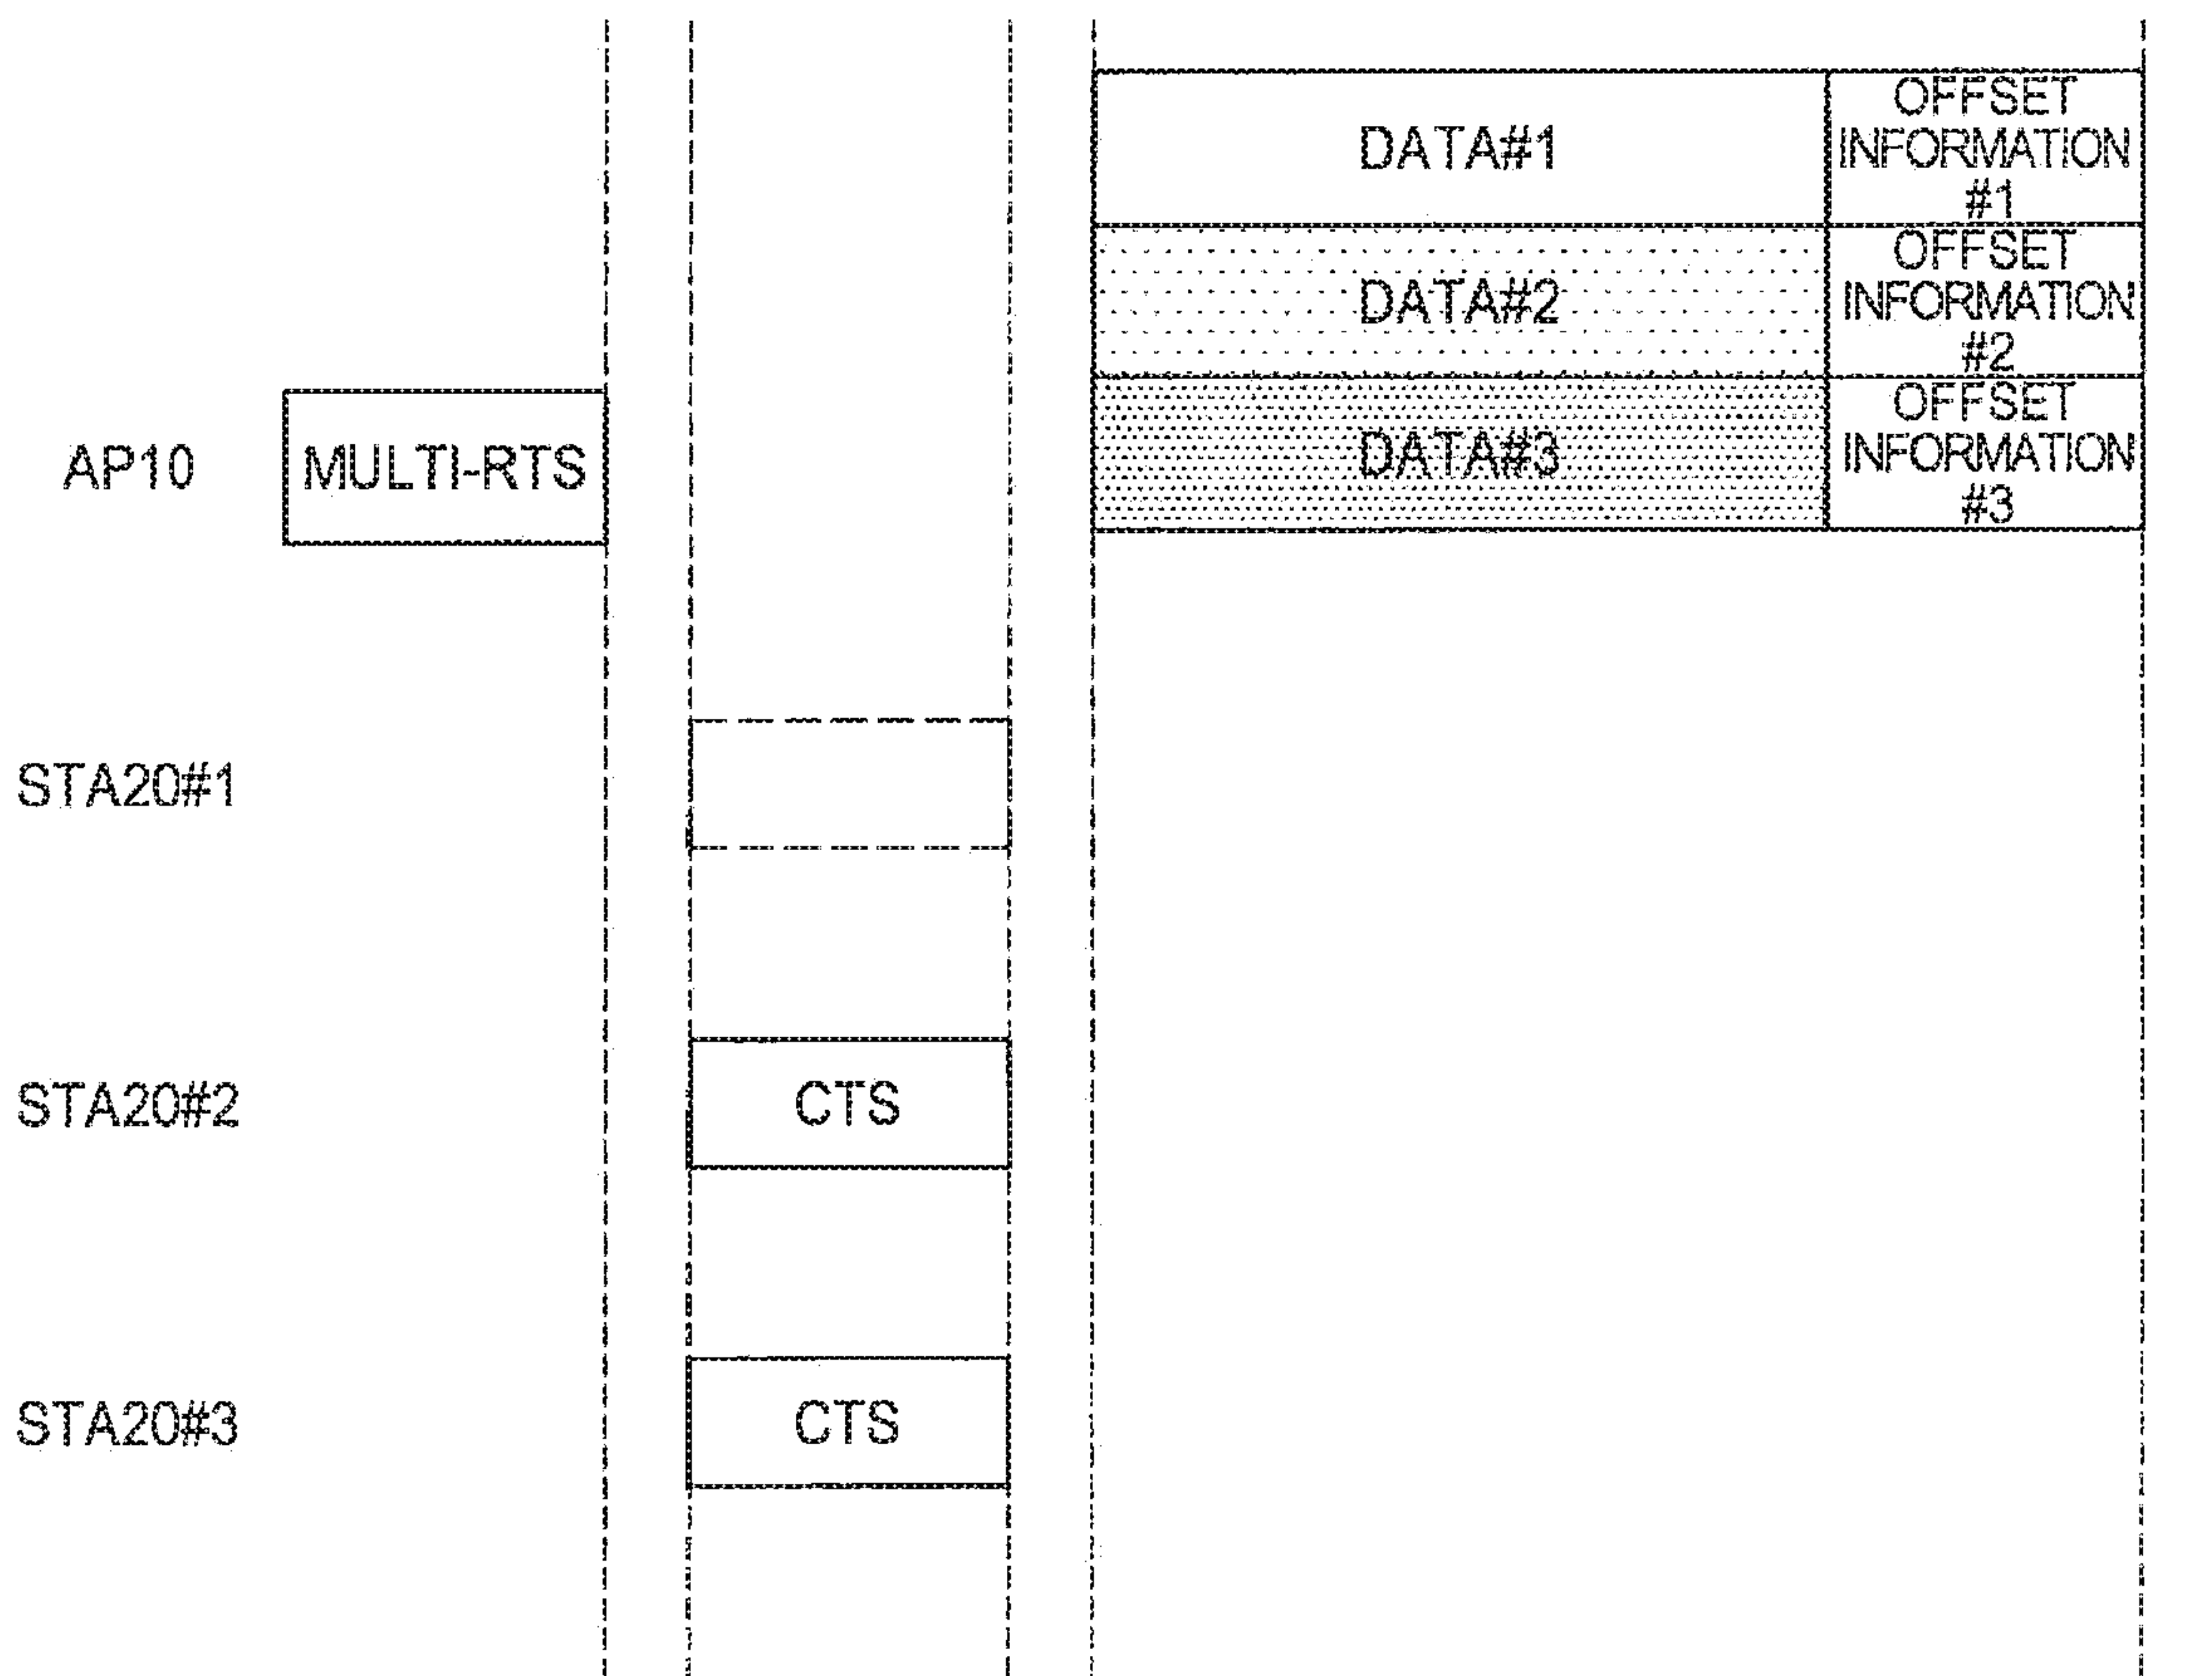 DATA#1
OFFSET
INFORMATION
#1
DATA#2
OFFSET
INFORMATION
#2
DATA#3
OFFSET
INFORMATION
#3
AP10
MULTI-RTS
STA20#1
STA20#2
CTS
STA20#3
CTS